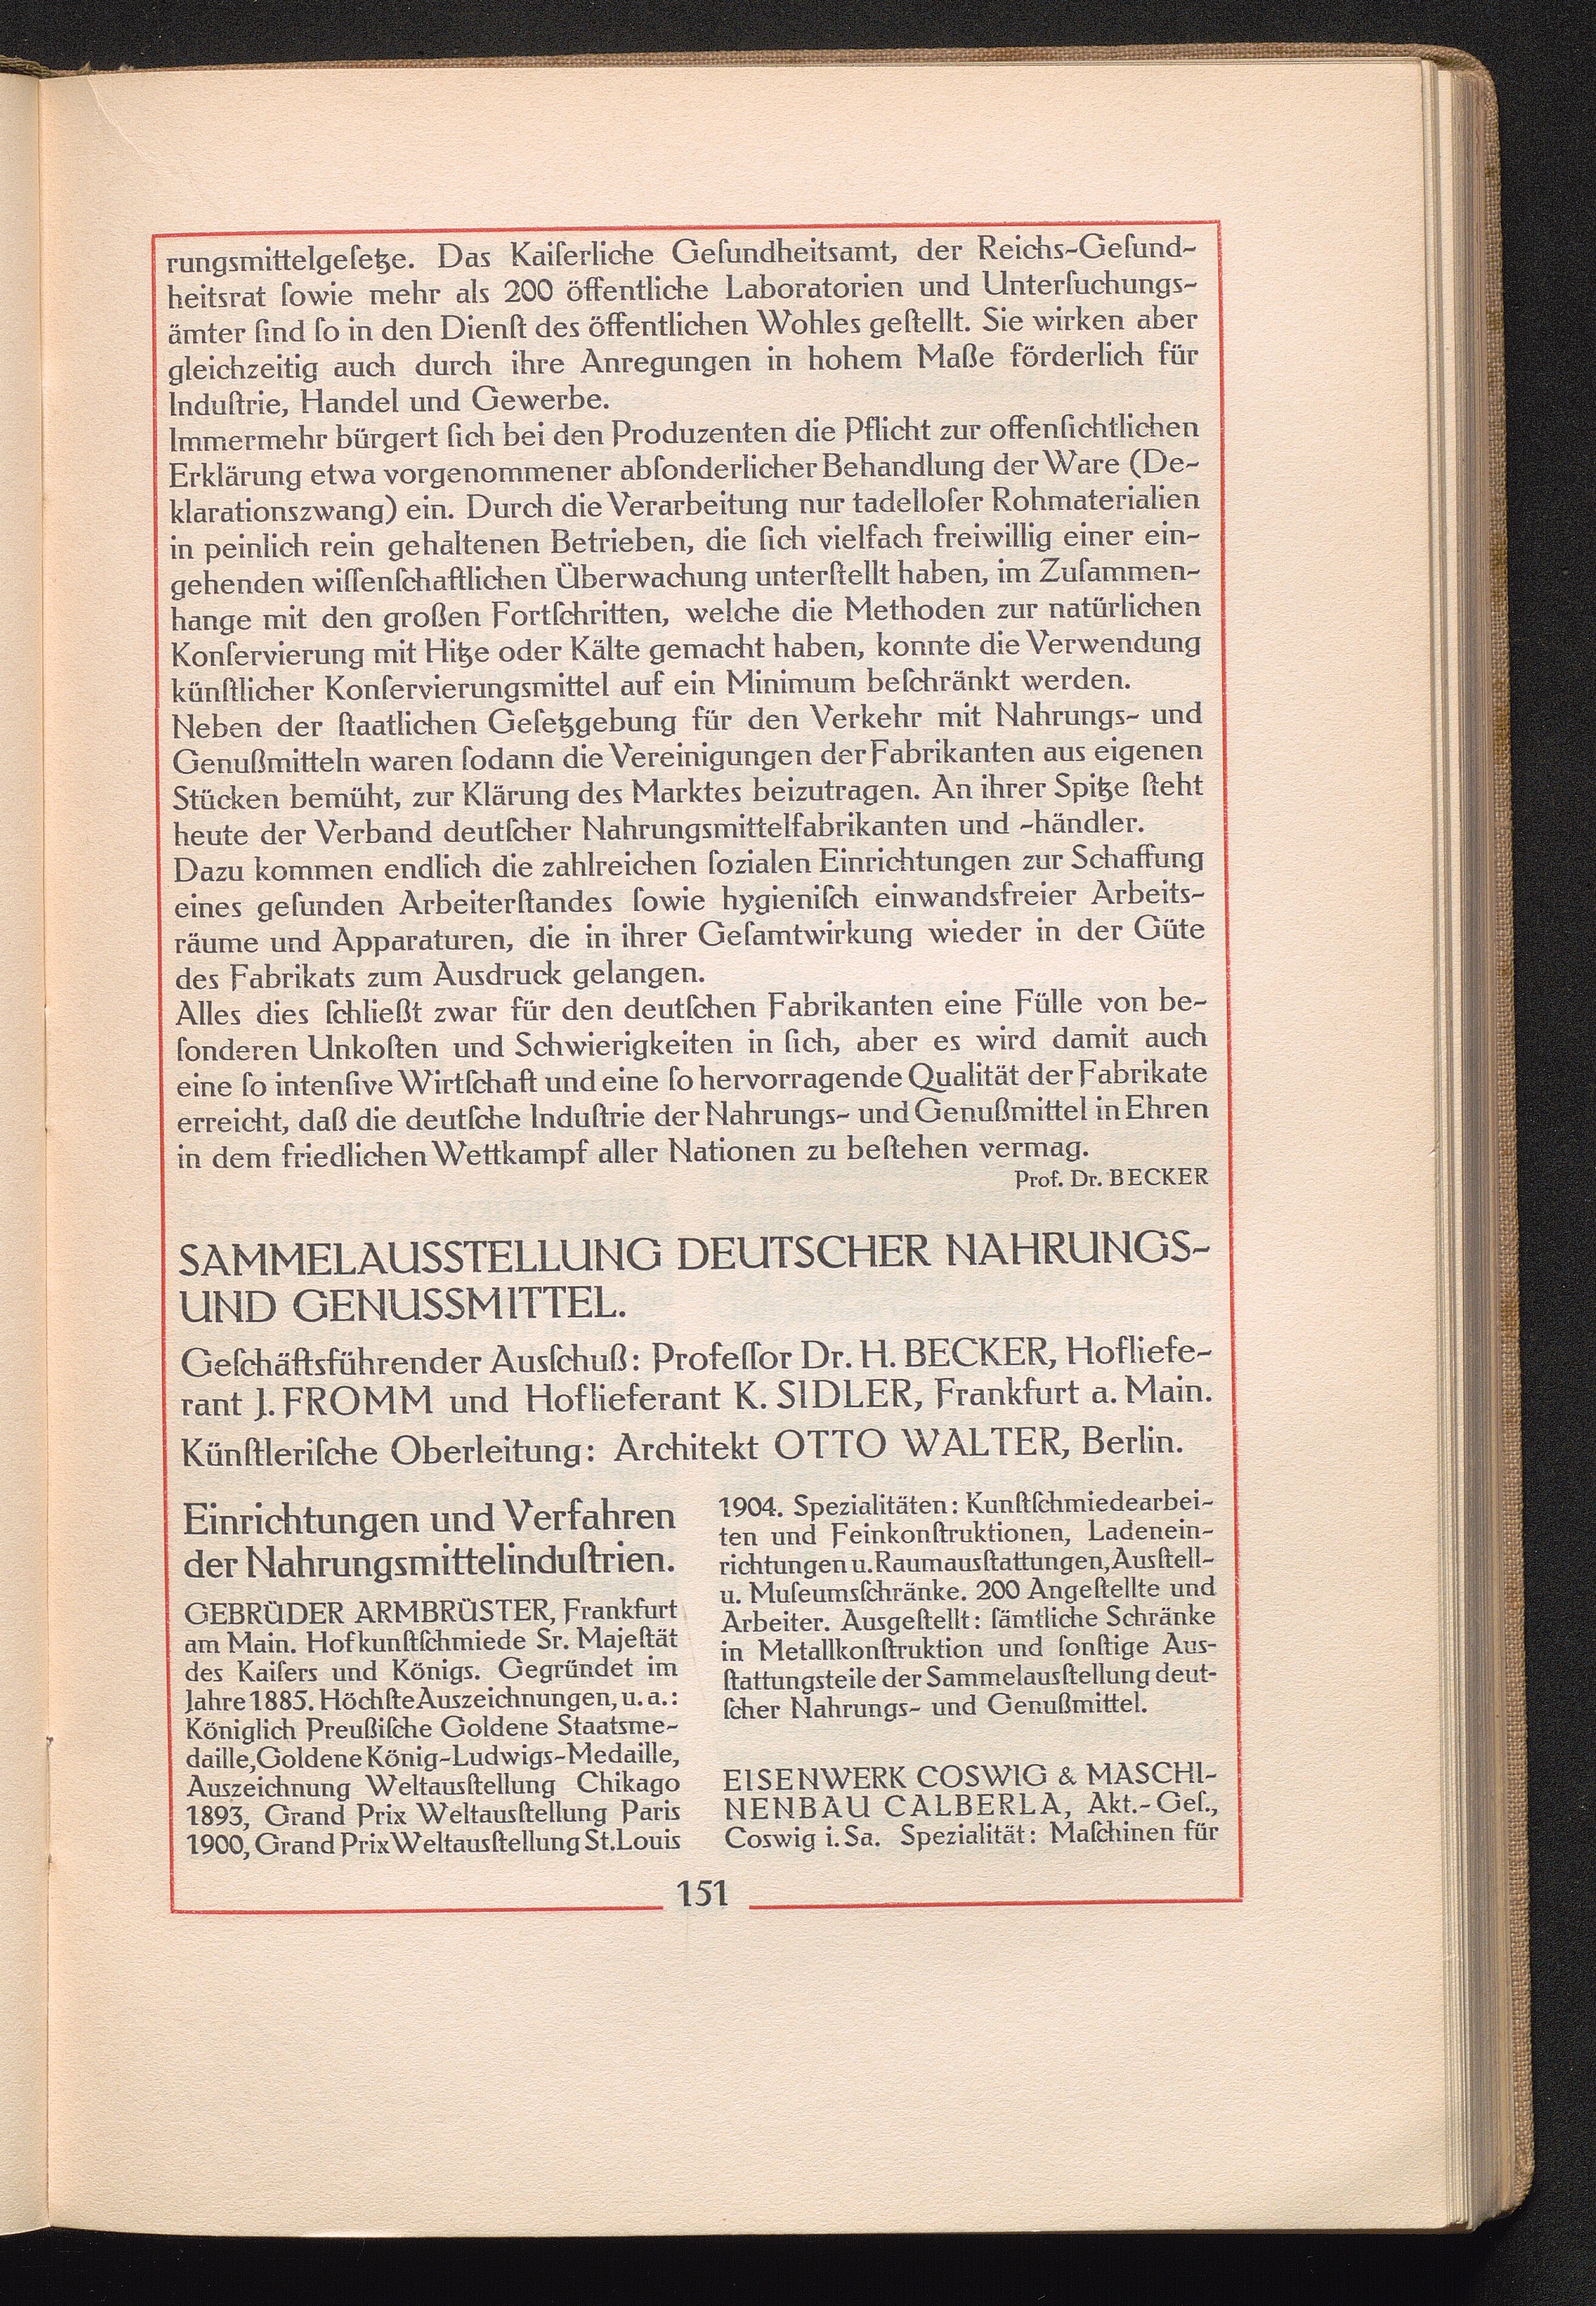 rungsmittelgeſetze. Das Kaiſerliche Geſundheitsamt, der Reichs-Geſund-
heitsrat ſowie mehr als 200 öffentliche Laboratorien und Unterſuchungs-
ämter ſind ſo in den Dienſt des öffentlichen Wohles geſtellt. Sie wirken aber
gleichzeitig auch durch ihre Anregungen in hohem Maße förderlich für
Induſtrie, Handel und Gewerbe.
Immermehr bürgert ſich bei den Produzenten die Pflicht zur offenſichtlichen
Erklärung etwa vorgenommener abſonderlicher Behandlung der Ware (De-
klarationszwang) ein. Durch die Verarbeitung nur tadelloſer Rohmaterialien
in peinlich rein gehaltenen Betrieben, die ſich vielfach freiwillig einer ein-
gehenden wiſſenſchaftlichen Überwachung unterſtellt haben, im Zuſammen-
hange mit den großen Fortſchritten, welche die Methoden zur natürlichen
Konſervierung mit Hitze oder Kälte gemacht haben, konnte die Verwendung
künſtlicher Konſervierungsmittel auf ein Minimum beſchränkt werden.
Neben der ſtaatlichen Geſetzgebung für den Verkehr mit Nahrungs- und
Genußmitteln waren ſodann die Vereinigungen der Fabrikanten aus eigenen
Stücken bemüht, zur Klärung des Marktes beizutragen. An ihrer Spitze ſteht
heute der Verband deutſcher Nahrungsmittelfabrikanten und -händler.
Dazu kommen endlich die zahlreichen ſozialen Einrichtungen zur Schaffung
eines geſunden Arbeiterſtandes ſowie hygieniſch einwandsfreier Arbeits-
räume und Apparaturen, die in ihrer Geſamtwirkung wieder in der Güte
des Fabrikats zum Ausdruck gelangen.
Alles dies ſchließt zwar für den deutſchen Fabrikanten eine Fülle von be-
ſonderen Unkoſten und Schwierigkeiten in ſich, aber es wird damit auch
eine ſo intenſive Wirtſchaft und eine ſo hervorragende Qualität der Fabrikate
erreicht, daß die deutſche Induſtrie der Nahrungs- und Genußmittel in Ehren
in dem friedlichen Wettkampf aller Nationen zu beſtehen vermag.
Prof. Dr. BECKER
SAMMELAUSSTELLUNG DEUTSCHER NAHRUNGS-
UND GENUSSMITTEL.
Geſchäftsführender Ausſchuß: Profeſſor Dr. H. BECKER, Hofliefe-
rant J. FROMM und Hoflieferant K. SIDLER, Frankfurt a. Main.
Künſtleriſche Oberleitung: Architekt OTTO WALTER, Berlin.
Einrichtungen und Verfahren
der Nahrungsmittelinduſtrien.
GEBRÜDER ARMBRÜSTER, Frankfurt
am Main. Hofkunſtſchmiede Sr. Majeſtät
des Kaiſers und Königs. Gegründet im
Jahre 1885. Höchſte Auszeichnungen, u. a.:
Königlich Preußiſche Goldene Staatsme-
daille, Goldene König-Ludwigs-Medaille,
Auszeichnung Weltausſtellung Chikago
1893, Grand Prix Weltausſtellung Paris
1900, Grand Prix Weltausſtellung St. Louis
1904. Spezialitäten: Kunſtſchmiedearbei-
ten und Feinkonſtruktionen, Ladenein-
richtungen u. Raumausſtattungen, Ausſtell-
u. Muſeumsſchränke. 200 Angeſtellte und
Arbeiter. Ausgeſtellt: ſämtliche Schränke
in Metallkonſtruktion und ſonſtige Aus-
ſtattungsteile der Sammelausſtellung deut-
ſcher Nahrungs- und Genußmittel.
EISENWERK COSWIG & MASCHI-
NENBAU CALBERLA, Akt.-Geſ.,
Coswig i. Sa. Spezialität: Maſchinen für
151